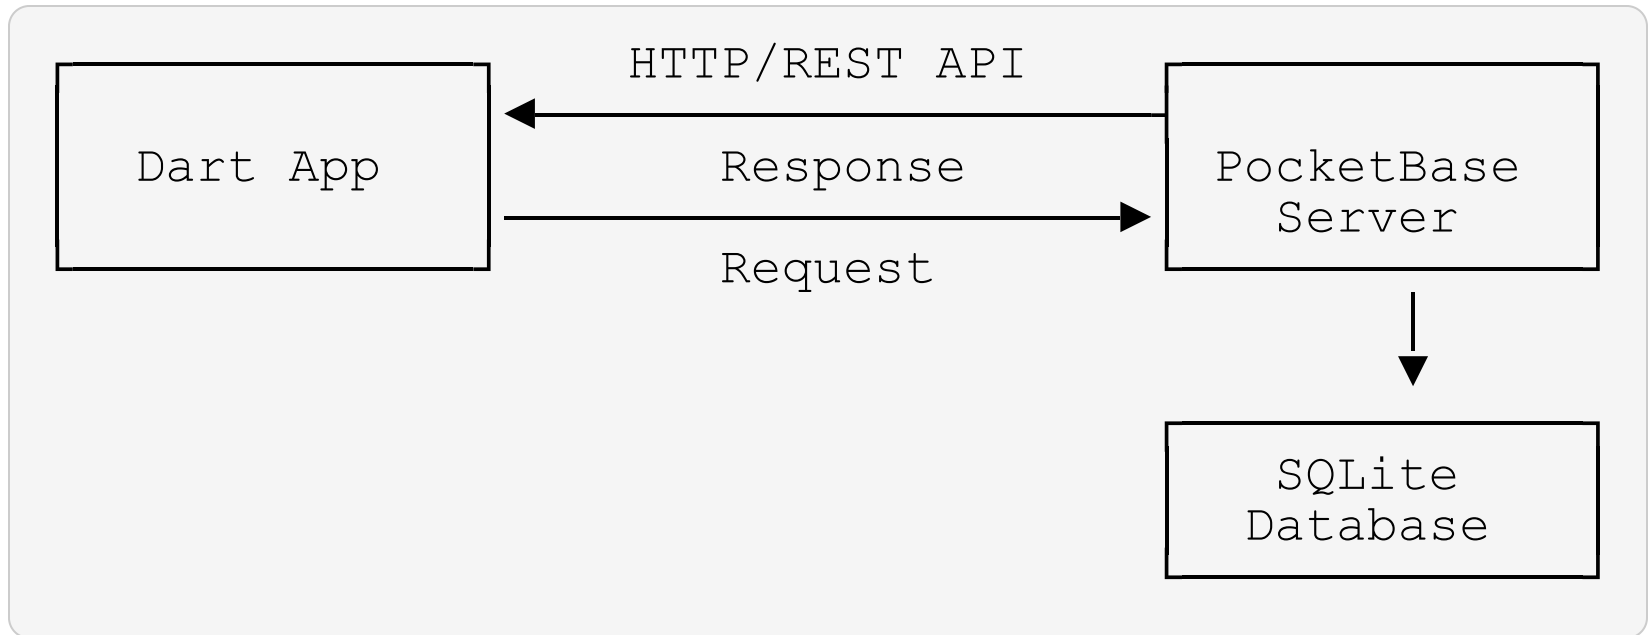 HTTP/REST API
Dart App
Response
PocketBase
Server
Request
SQLite
Database